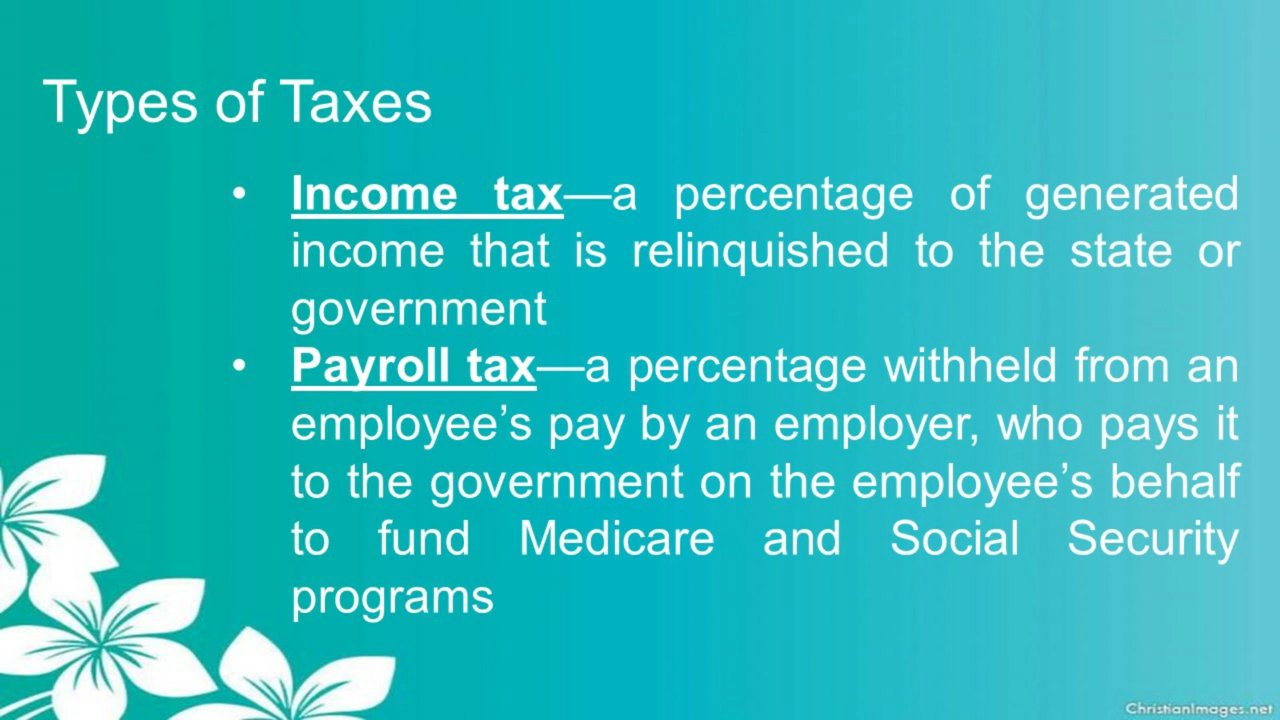 Types of Taxes
• Income tax—a percentage of generated
income that is relinquished to the state or
government
• Payroll tax—a percentage withheld from an
employee’s pay by an employer, who pays it
to the government on the employee’s behalf
to fund Medicare and Social Security
programs
ChristianImages.net